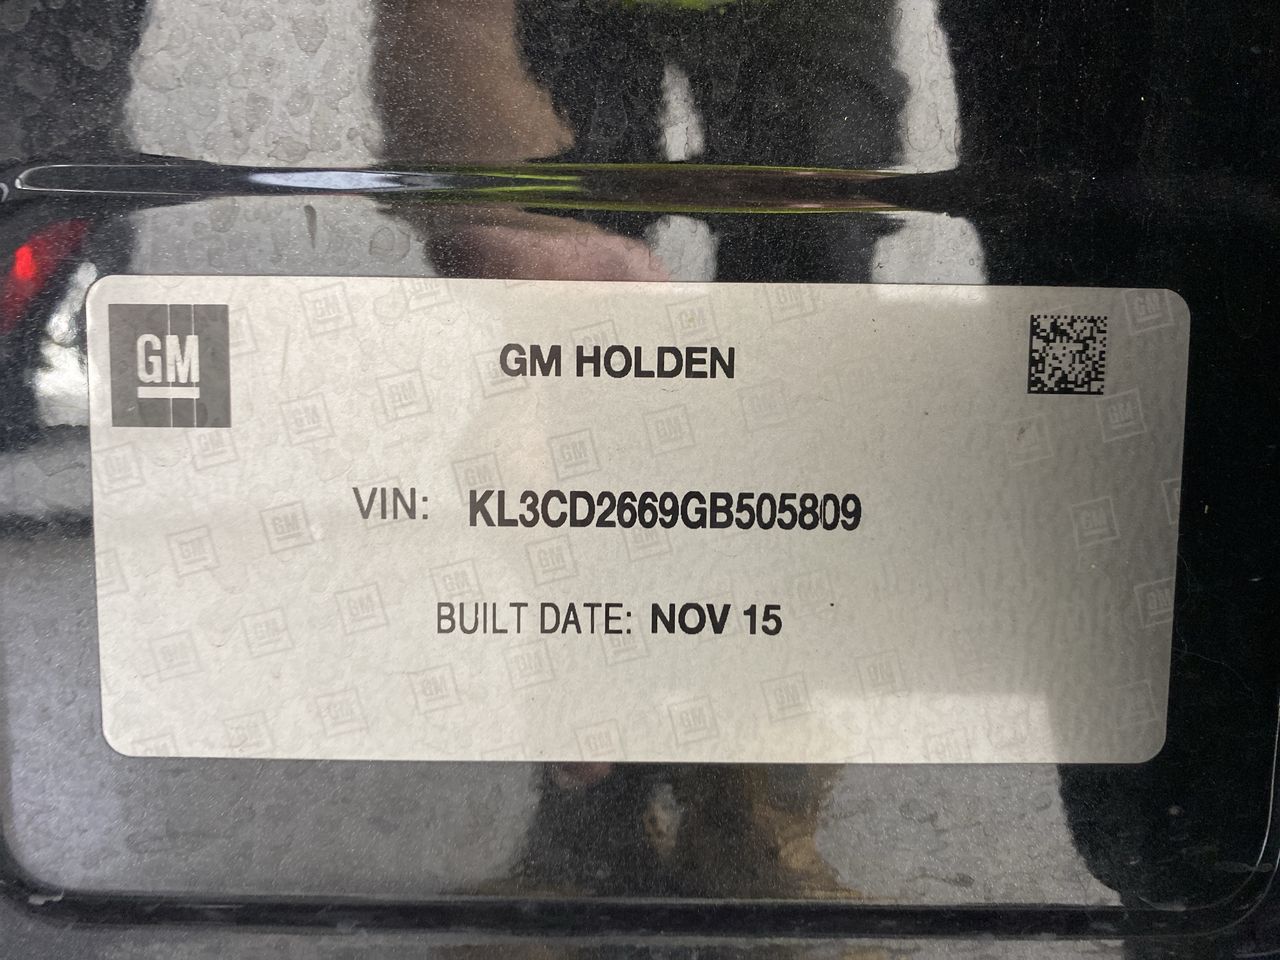 GM
GM HOLDEN
VIN: KL3CD2669GB505809
BUILT DATE: NOV 15